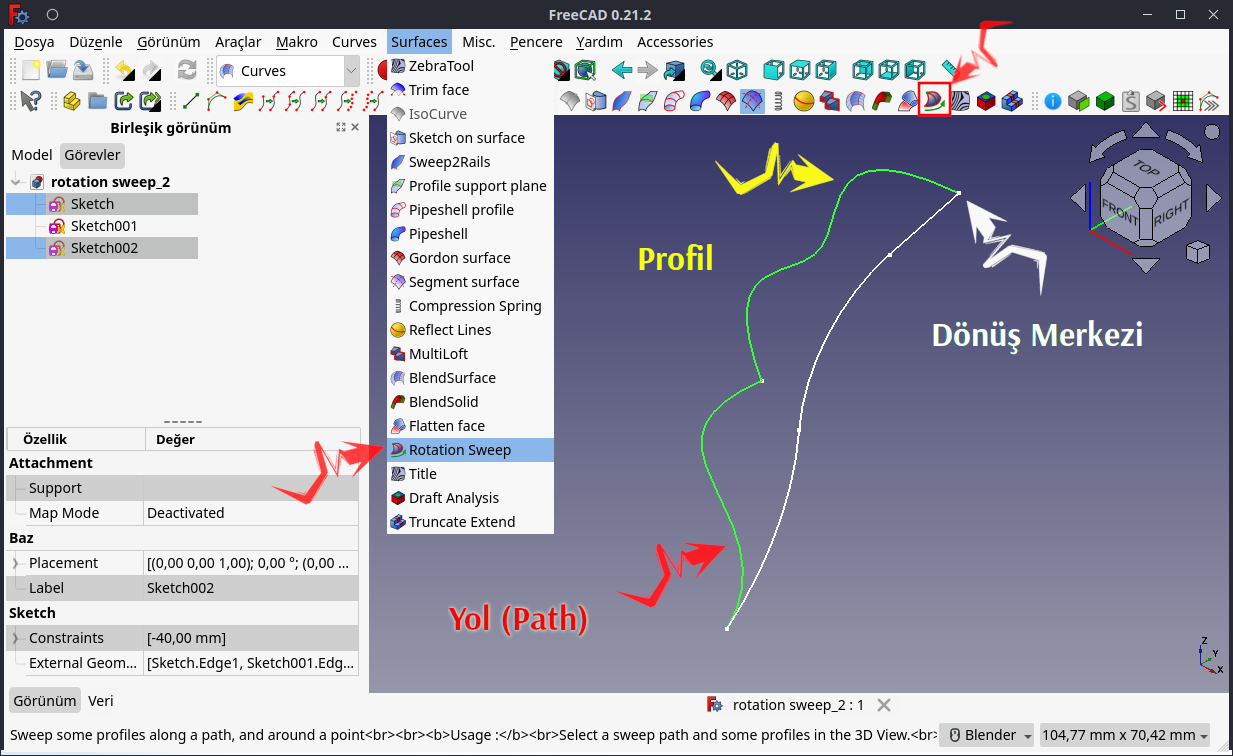 FreeCAD 0.21.2
Dosya Düzenle Görünüm Araçlar Makro Curves Surfaces Misc. Pencere Yardım Accessories
Curves
ZebraTool
Trim face
IsoCurve
Sketch on surface
Sweep2Rails
Profile support plane
Pipeshell profile
Pipeshell
Gordon surface
Segment surface
Compression Spring
Reflect Lines
MultiLoft
BlendSurface
BlendSolid
Flatten face
Rotation Sweep
Title
Draft Analysis
Truncate Extend
Birleşik görünüm
Model Görevler
rotation sweep_2
Sketch
Sketch001
Sketch002
Özellik Değer
Attachment
Support
Map Mode Deactivated
Baz
Placement [(0,00 0,00 1,00); 0,00 °; (0,00 ...
Label Sketch002
Sketch
Constraints [-40,00 mm]
External Geom... [Sketch.Edge1, Sketch001.Edg...
Görünüm Veri
Profil
Dönüş Merkezi
Yol (Path)
TOP
FRONT RIGHT
Z
Y
X
rotation sweep_2 : 1
Sweep some profiles along a path, and around a point<br><br><b>Usage :</b><br>Select a sweep path and some profiles in the 3D View.<br> Blender 104,77 mm x 70,42 mm